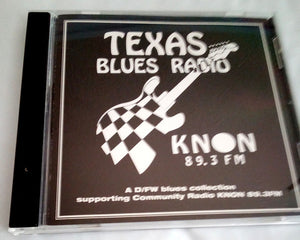 TEXAS
BLUES RADIO
KNON
89.3 FM
A D/FW blues collection
supporting Community Radio KNON 89.3FM